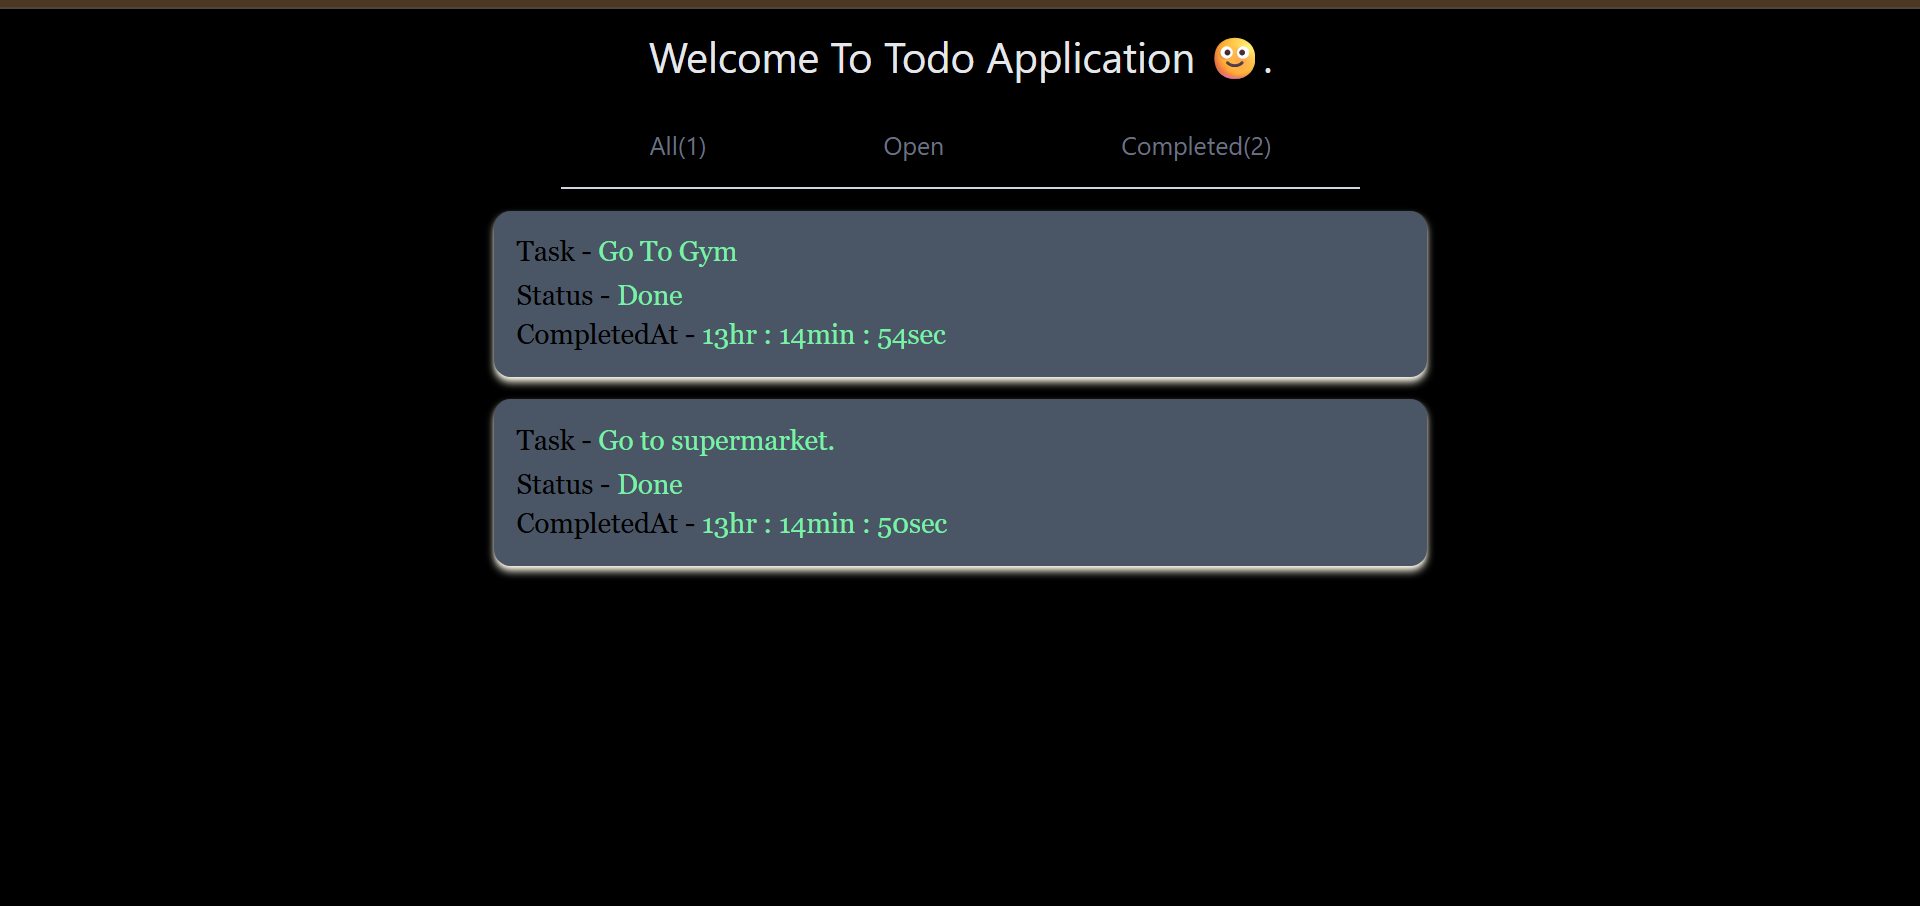 Welcome To Todo Application 🙂.
All(1) Open Completed(2)
Task - Go To Gym
Status - Done
CompletedAt - 13hr : 14min : 54sec
Task - Go to supermarket.
Status - Done
CompletedAt - 13hr : 14min : 50sec